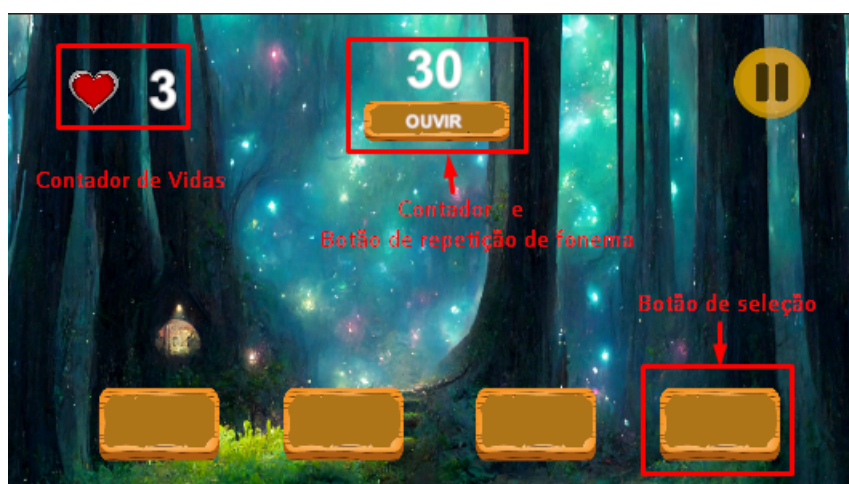 3
30
OUVIR
Contador de Vidas
Contador e
Botão de repetição de fonema
Botão de seleção